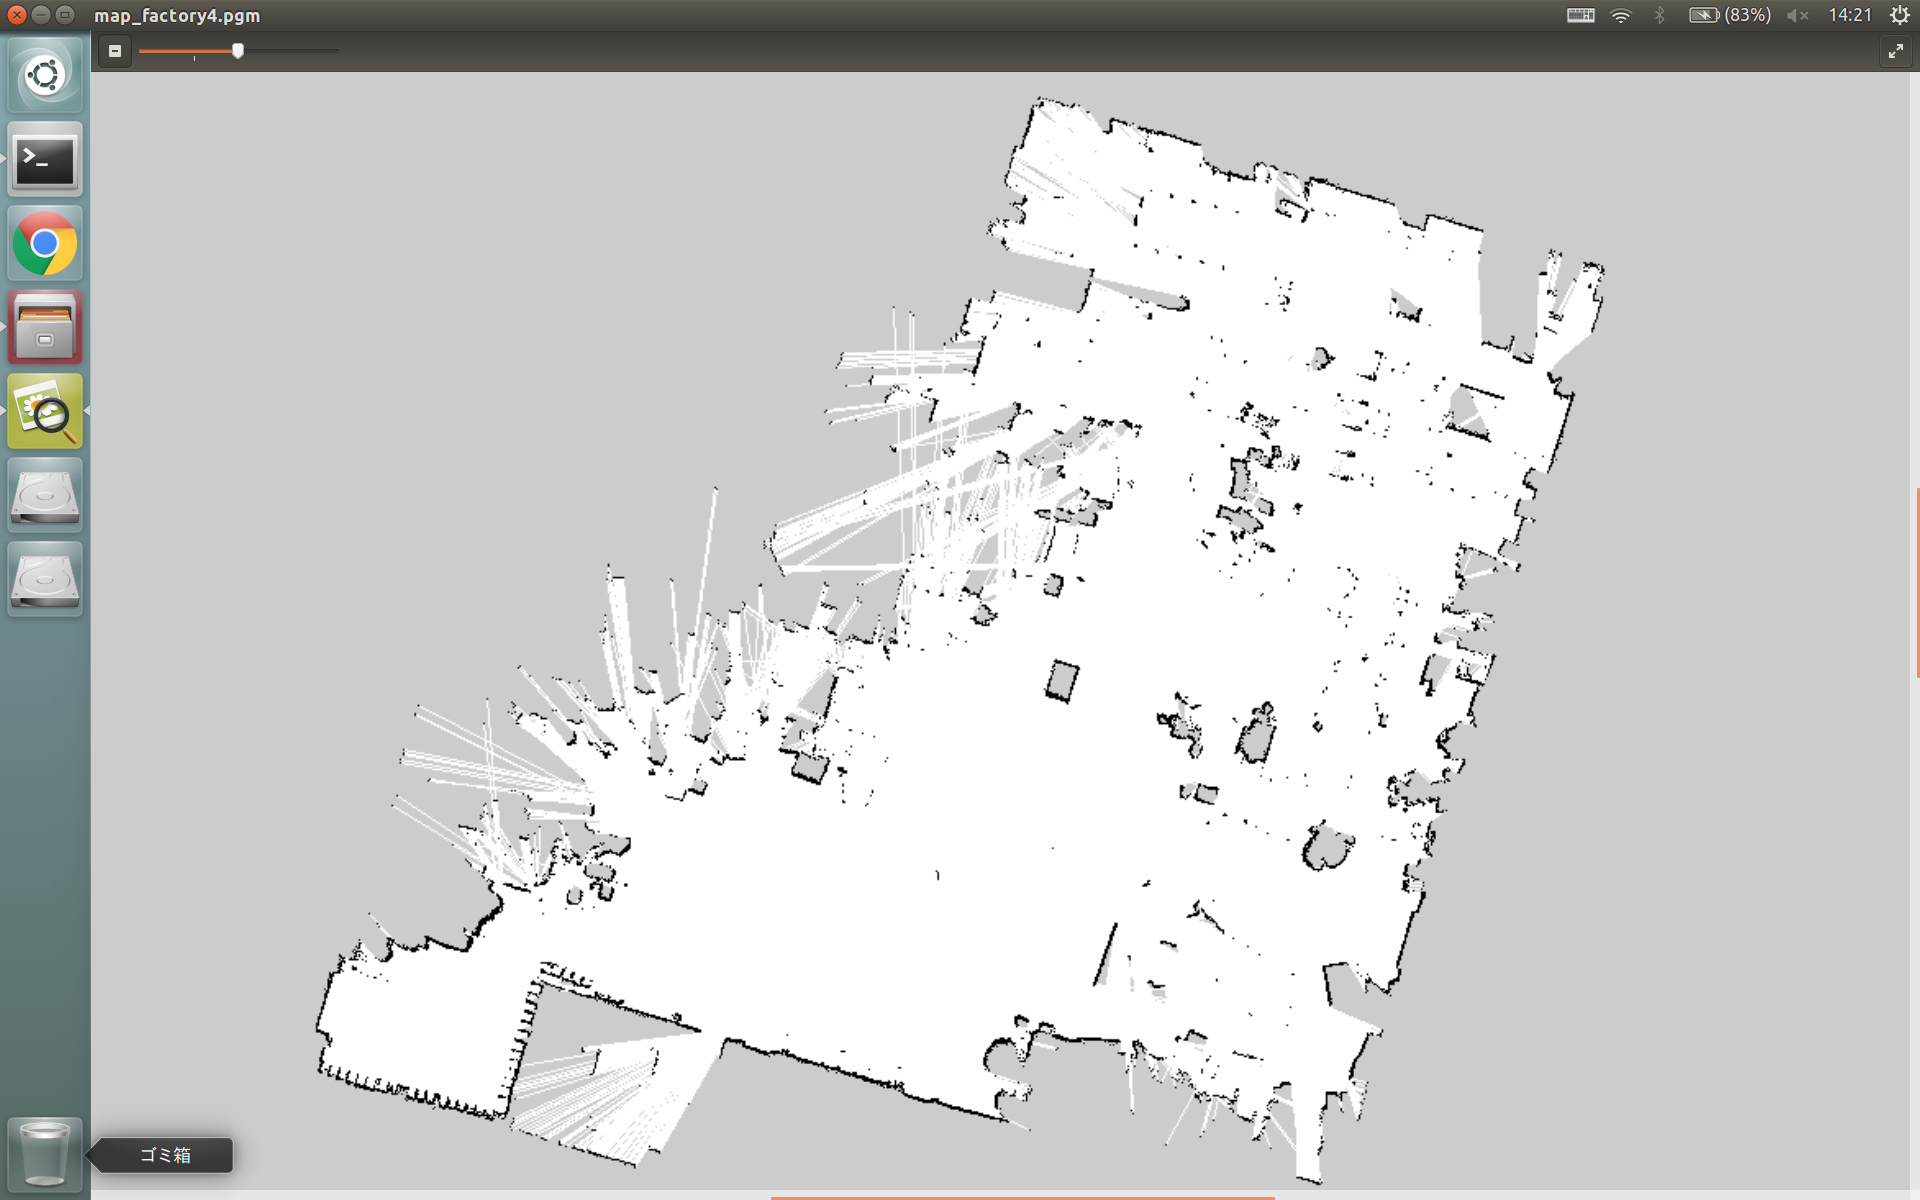 map_factory4.pgm
(83%)
14:21
>_
ゴミ箱